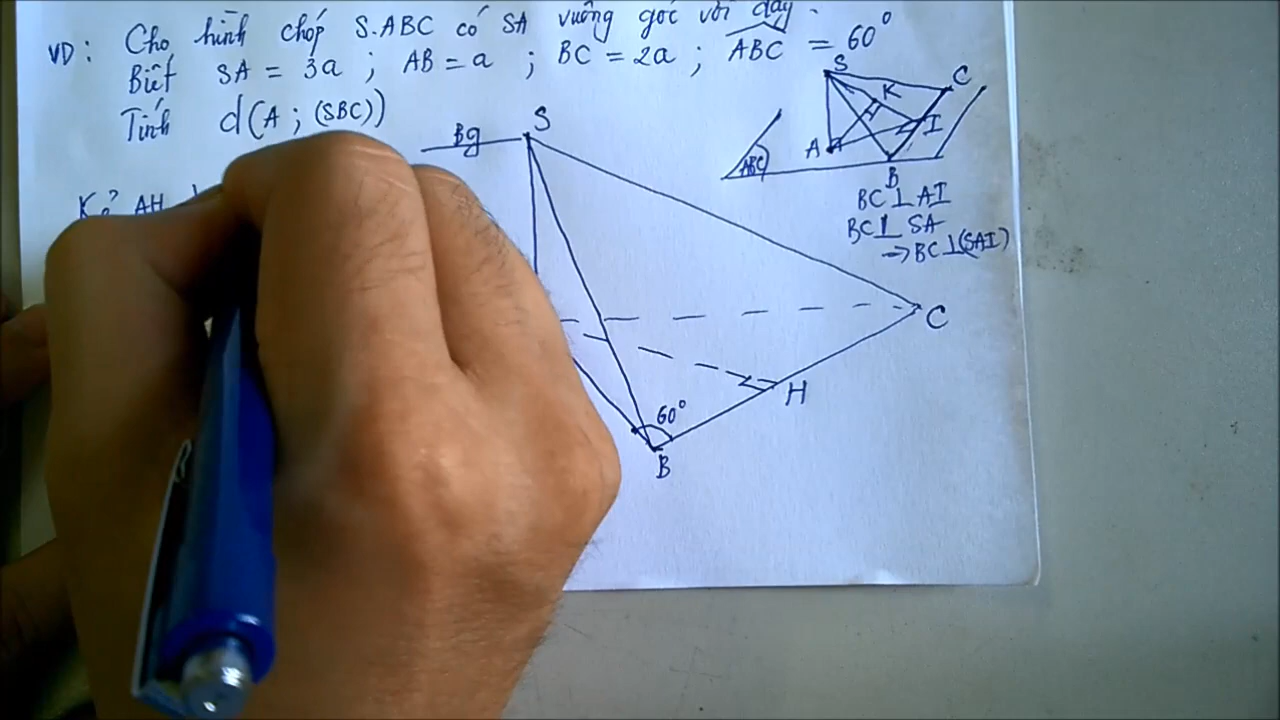 VD: Cho hình chóp S.ABC có SA vuông góc với đáy.
Biết SA = 3a ; AB = a ; BC = 2a ; ABC = 60°
Tính d(A ; (SBC))
Bg
S
Kẻ AH
C
H
60°
B
S
C
K
I
A
B
ABC
BC ⊥ AI
BC ⊥ SA
→ BC ⊥ (SAI)